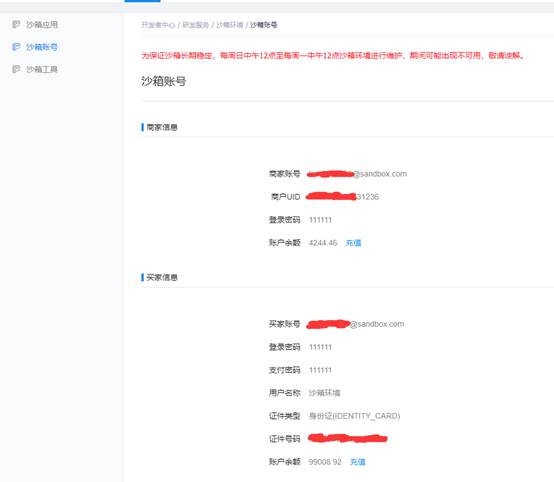 沙箱应用
沙箱账号
沙箱工具
开发者中心 / 研发服务 / 沙箱环境 / 沙箱账号
为保证沙箱长期稳定，每周日中午12点至每周一中午12点沙箱环境进行维护，期间可能出现不可用，敬请谅解。
沙箱账号
商家信息
商家账号 @sandbox.com
商户UID 31236
登录密码 111111
账户余额 4244.46 充值
买家信息
买家账号 @sandbox.com
登录密码 111111
支付密码 111111
用户名称 沙箱环境
证件类型 身份证(IDENTITY_CARD)
证件号码
账户余额 99008.92 充值